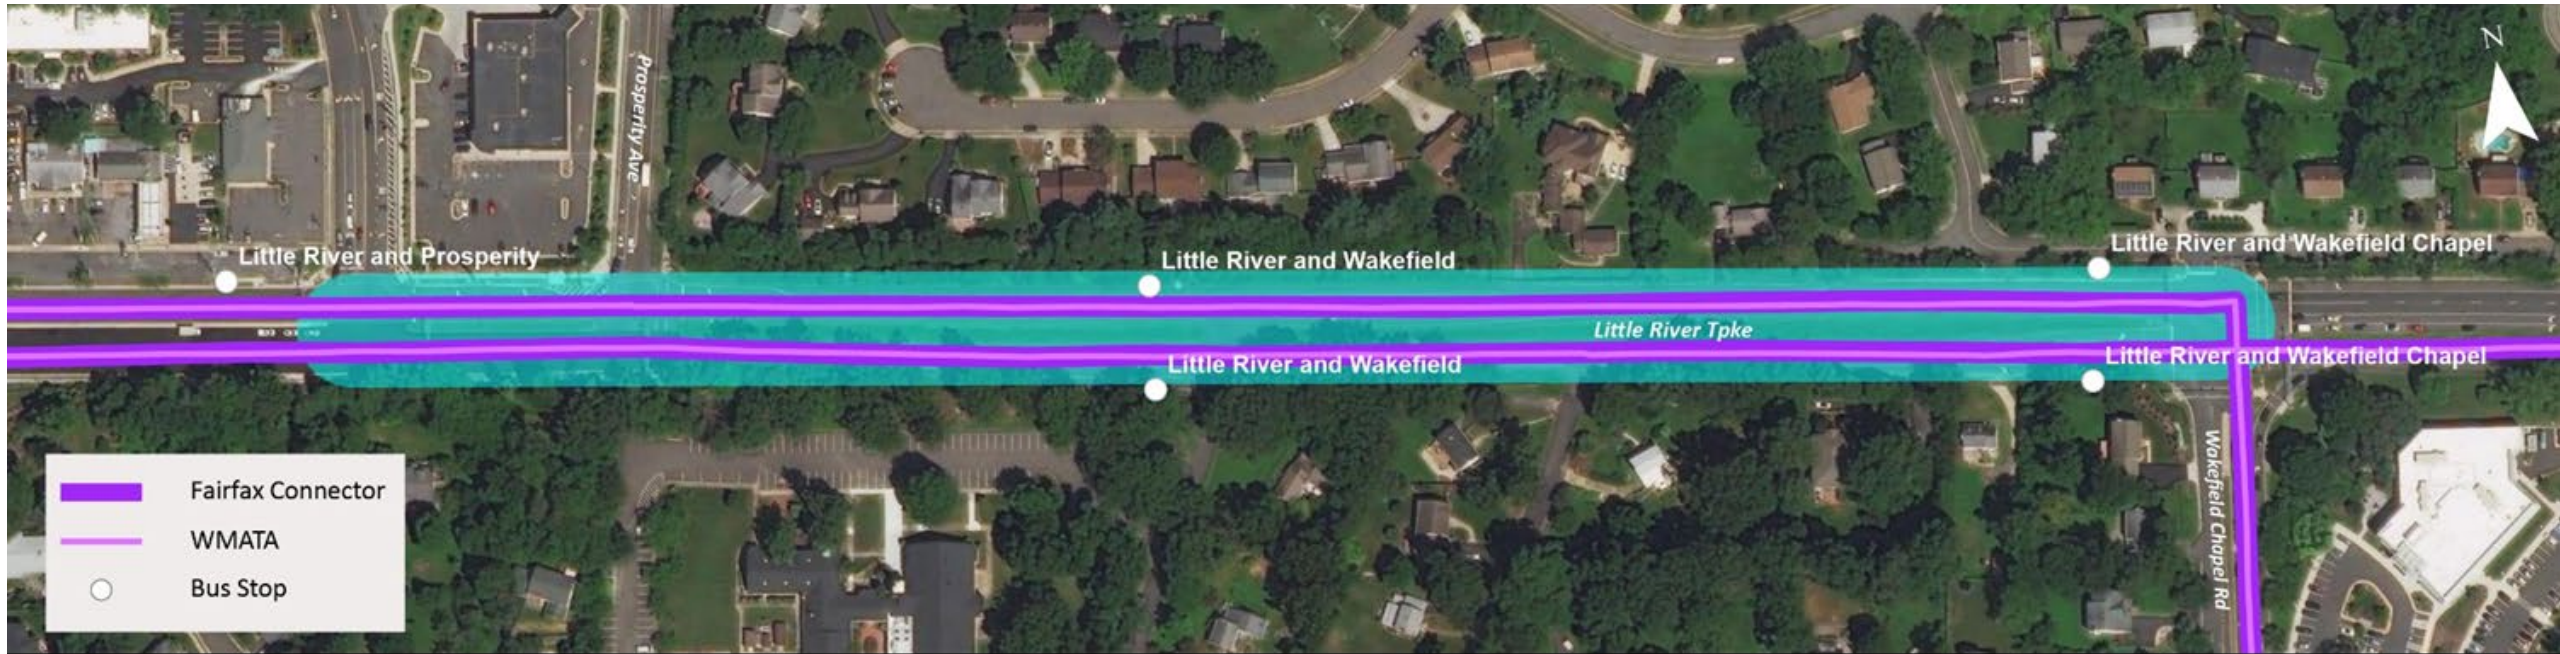 N
Prosperity Ave
Little River and Prosperity
Little River and Wakefield
Little River and Wakefield Chapel
Little River Tpke
Little River and Wakefield
Little River and Wakefield Chapel
Wakefield Chapel Rd
Fairfax Connector
WMATA
Bus Stop